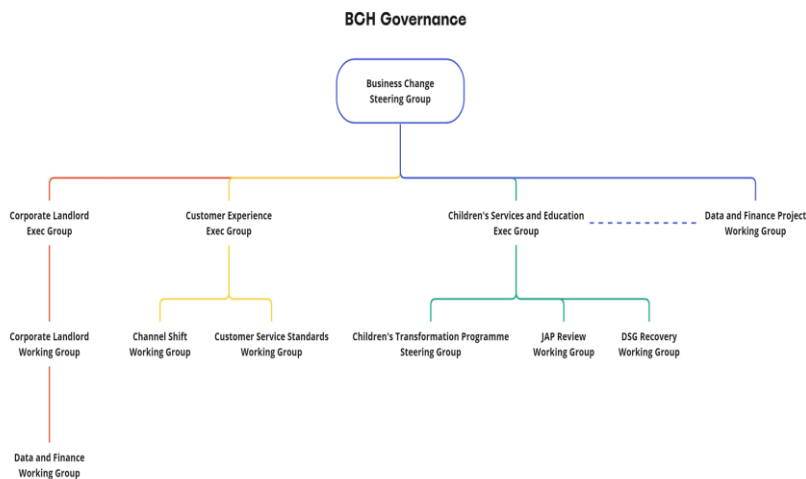 BCH Governance
Business Change
Steering Group
Corporate Landlord
Exec Group
Customer Experience
Exec Group
Children's Services and Education
Exec Group
Data and Finance Project
Working Group
Corporate Landlord
Working Group
Channel Shift
Working Group
Customer Service Standards
Working Group
Children's Transformation Programme
Steering Group
JAP Review
Working Group
DSG Recovery
Working Group
Data and Finance
Working Group